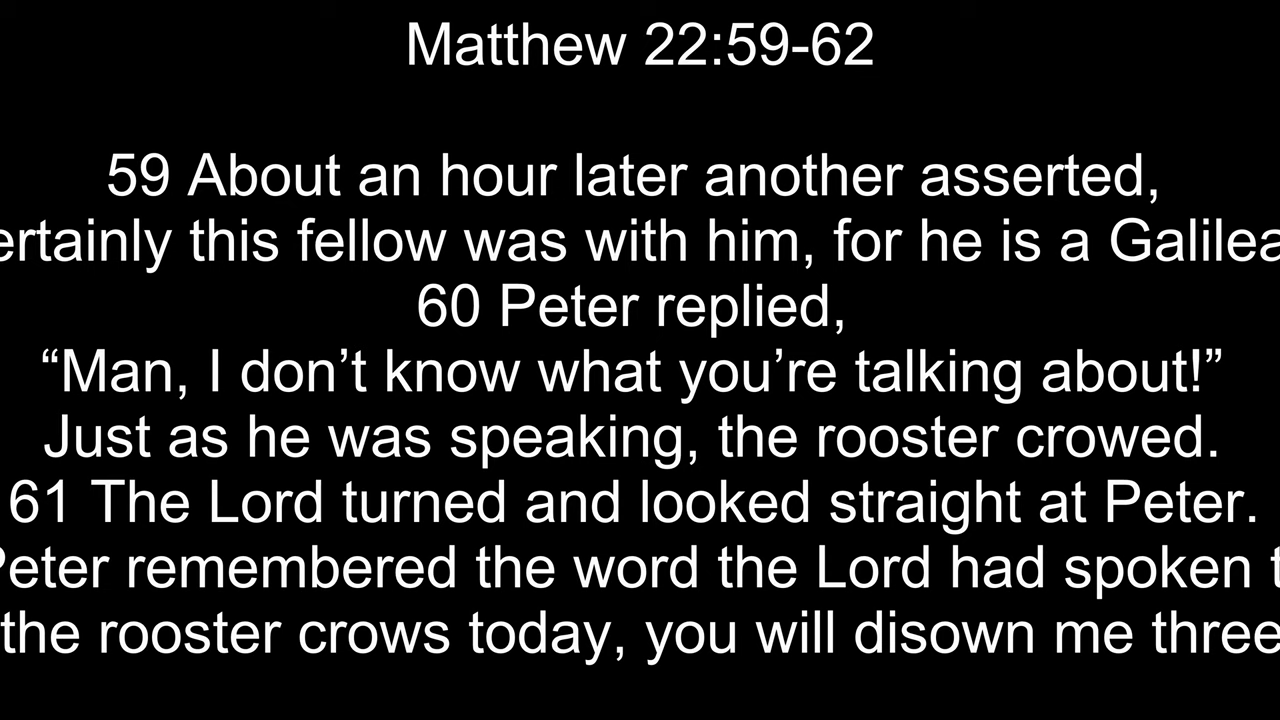 Matthew 22:59-62
59 About an hour later another asserted,
ertainly this fellow was with him, for he is a Galilea
60 Peter replied,
“Man, I don’t know what you’re talking about!”
Just as he was speaking, the rooster crowed.
61 The Lord turned and looked straight at Peter.
Peter remembered the word the Lord had spoken t
the rooster crows today, you will disown me three